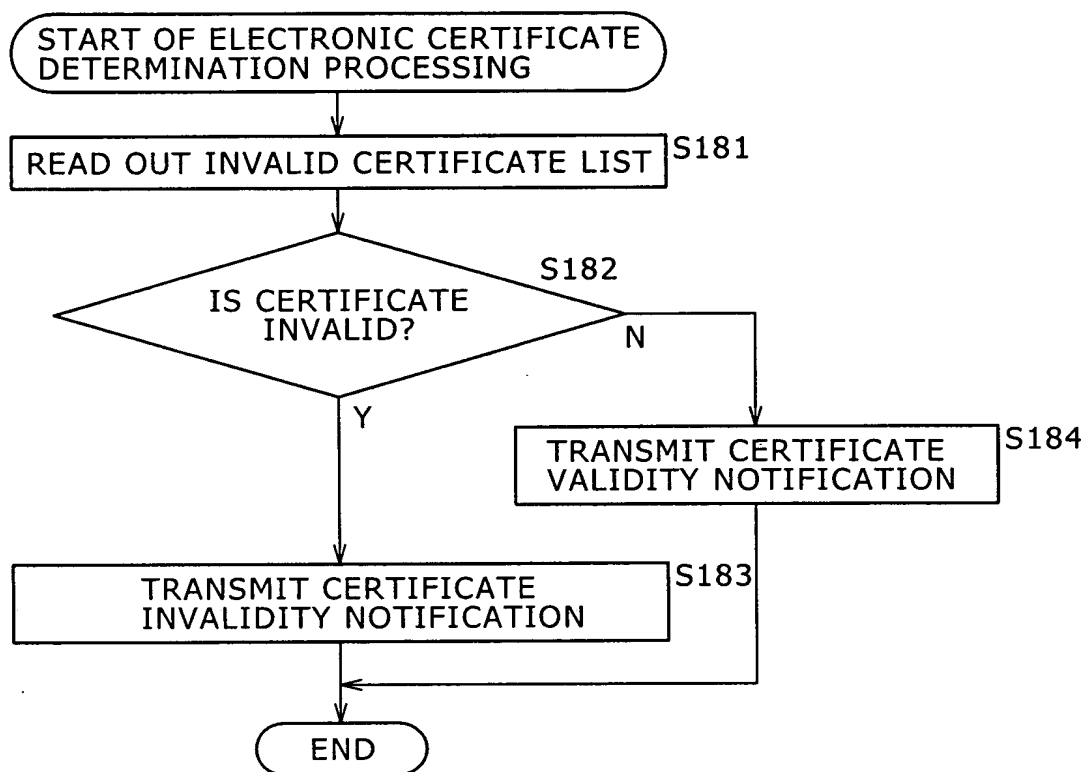 START OF ELECTRONIC CERTIFICATE
DETERMINATION PROCESSING
READ OUT INVALID CERTIFICATE LIST
S181
S182
IS CERTIFICATE
INVALID?
N
Y
TRANSMIT CERTIFICATE
VALIDITY NOTIFICATION
S184
TRANSMIT CERTIFICATE
INVALIDITY NOTIFICATION
S183
END